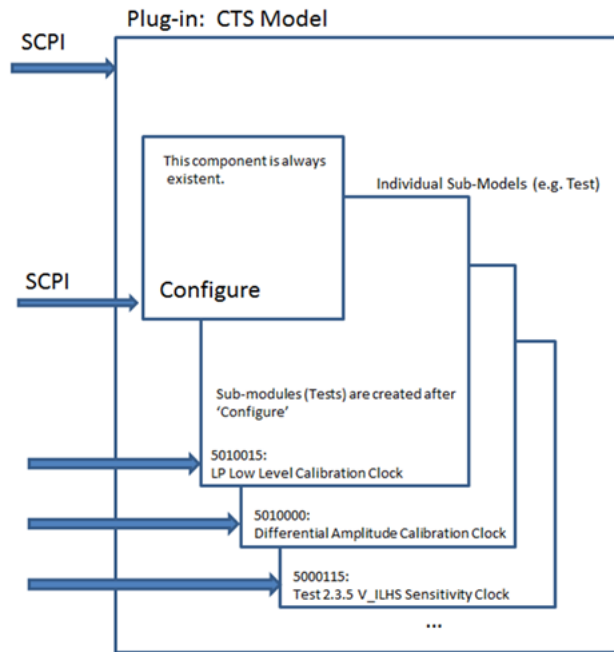 Plug-in: CTS Model
SCPI
This component is always
existent.
Individual Sub-Models (e.g. Test)
SCPI
Configure
Sub-modules (Tests) are created after
‘Configure’
5010015:
LP Low Level Calibration Clock
5010000:
Differential Amplitude Calibration Clock
5000115:
Test 2.3.5 V_ILHS Sensitivity Clock
...